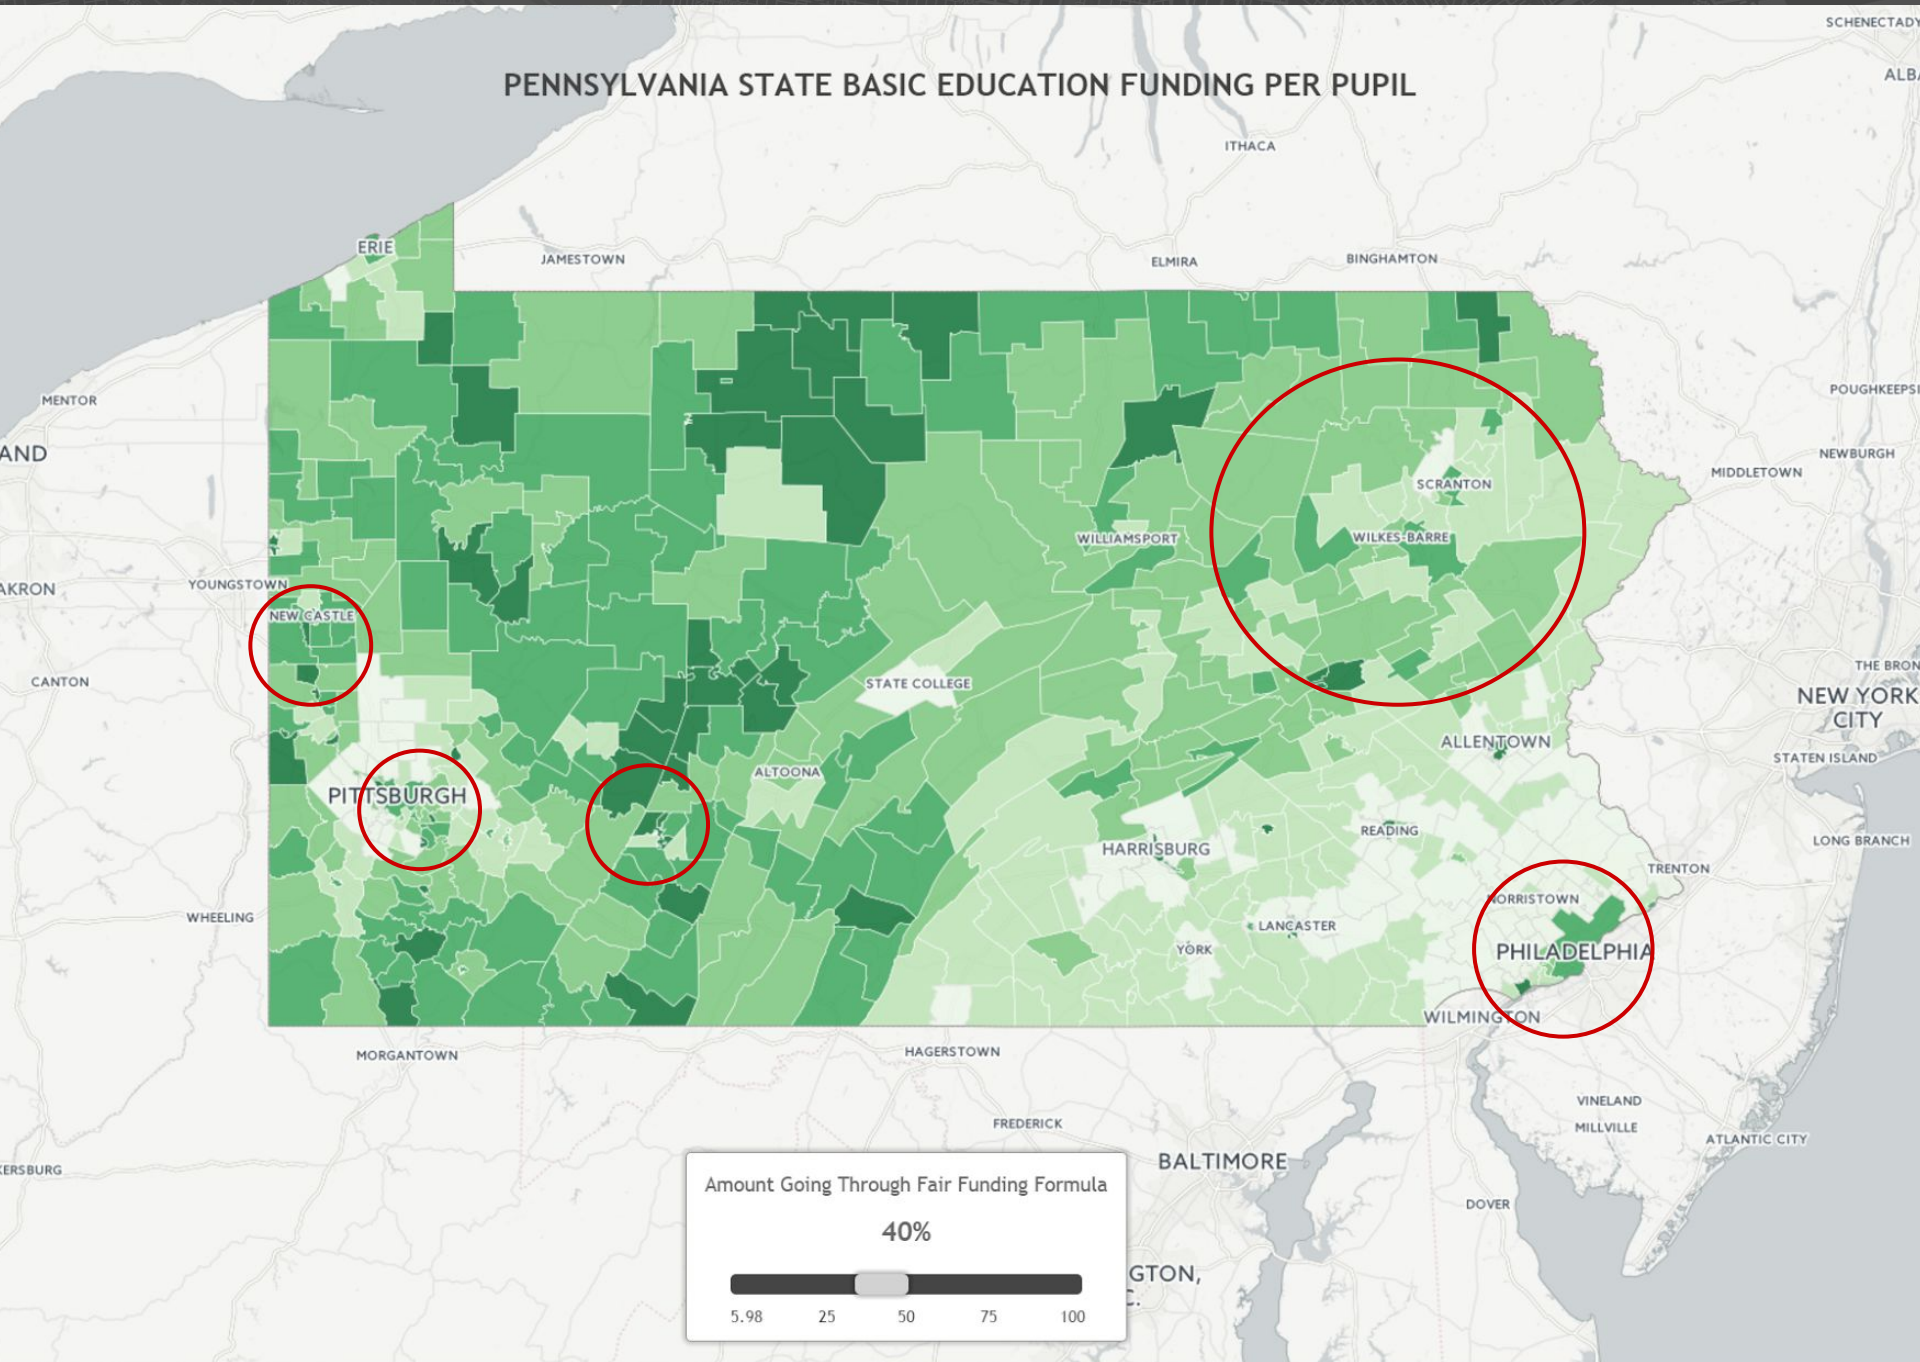 SCHENECTADY
ALBA
PENNSYLVANIA STATE BASIC EDUCATION FUNDING PER PUPIL
ITHACA
ERIE
JAMESTOWN
ELMIRA
BINGHAMTON
MENTOR
POUGHKEEPSI
AND
NEWBURGH
MIDDLETOWN
SCRANTON
WILLIAMSPORT
WILKES-BARRE
AKRON
YOUNGSTOWN
NEW CASTLE
CANTON
STATE COLLEGE
THE BRON
NEW YORK
CITY
ALLENTOWN
STATEN ISLAND
ALTOONA
PITTSBURGH
READING
LONG BRANCH
HARRISBURG
TRENTON
NORRISTOWN
WHEELING
LANCASTER
YORK
PHILADELPHIA
WILMINGTON
MORGANTOWN
HAGERSTOWN
VINELAND
FREDERICK
MILLVILLE
ATLANTIC CITY
BALTIMORE
KERSBURG
DOVER
Amount Going Through Fair Funding Formula
40%
GTON,
C.
5.98 25 50 75 100